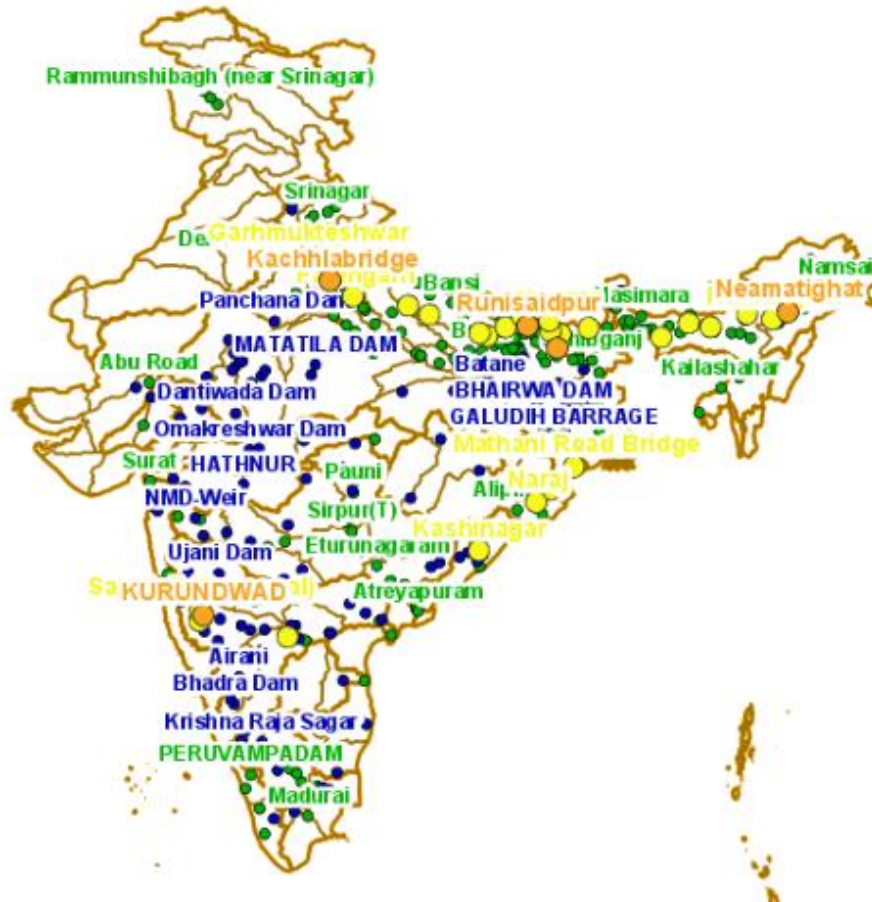 Rammunshibagh (near Srinagar)
Srinagar
Garhmukteshwar
Kachhlabridge
Bansi
Namsai
Neamatighat
Panchana Dam
Runisaidpur
MATATILA DAM
Batane
Kailashahar
Abu Road
Dantiwada Dam
BHAIRWA DAM
GALUDIH BARRAGE
Omakreshwar Dam
Mathani Road Bridge
Surat
HATHNUR
Pauni
Naraj
NMD-Weir
Sirpur(T)
Kashinagar
Ujani Dam
Eturunagaram
KURUNDWAD
Atreyapuram
Airani
Bhadra Dam
Krishna Raja Sagar
PERUVAMPADAM
Madurai